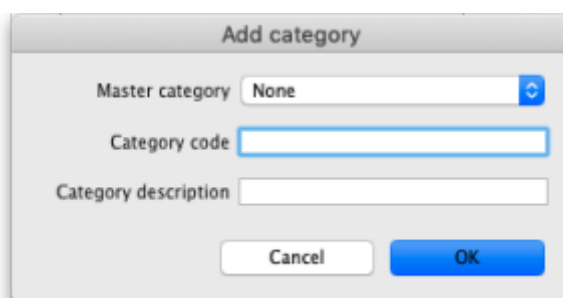 Add category
Master category None
Category code
Category description
Cancel OK